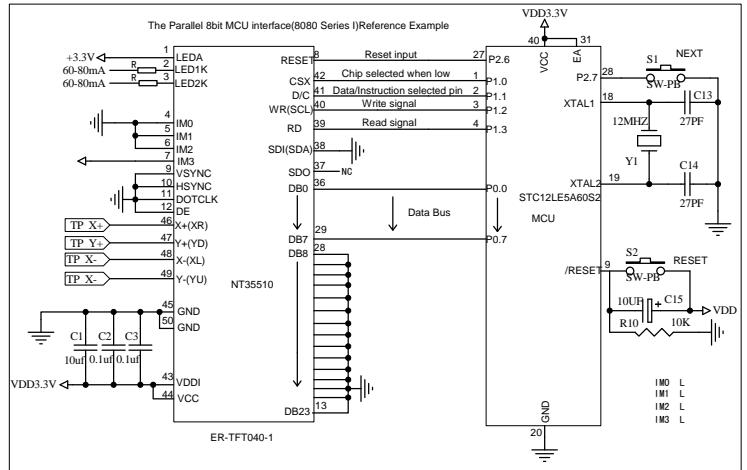 The Parallel 8bit MCU interface(8080 Series I)Reference Example
+3.3V
1
LEDA
60-80mA
R
2
LED1K
60-80mA
R
3
LED2K
4
IM0
5
IM1
6
IM2
7
IM3
9
VSYNC
10
HSYNC
11
DOTCLK
12
DE
TP X+
46
X+(XR)
TP Y+
47
Y+(YD)
TP X-
48
X-(XL)
TP X-
49
Y-(YU)
45
GND
50
GND
C1
C2
C3
10uf
0.1uf
0.1uf
VDD3.3V
43
VDDI
44
VCC
NT35510
ER-TFT040-1
RESET
8
Reset input
27
P2.6
CSX
42
Chip selected when low
1
P1.0
D/C
41
Data/Instruction selected pin
2
P1.1
WR(SCL)
40
Write signal
3
P1.2
RD
39
Read signal
4
P1.3
SDI(SDA)
38
SDO
37
NC
DB0
36
P0.0
Data Bus
DB7
29
P0.7
DB8
28
DB23
13
VDD3.3V
40
31
VCC
EA
P2.7
28
S1
NEXT
SW-PB
XTAL1
18
C13
12MHZ
27PF
Y1
C14
XTAL2
19
27PF
STC12LE5A60S2
MCU
/RESET
9
S2
RESET
SW-PB
10UF
C15
VDD
R10
10K
GND
20
IM0 L
IM1 L
IM2 L
IM3 L